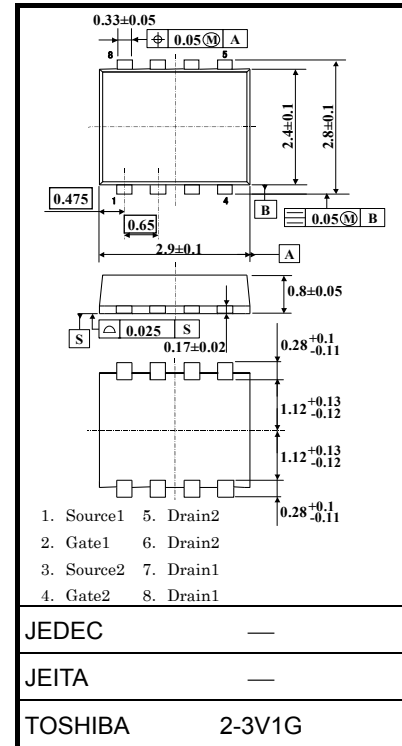 0.33±0.05
⌖ 0.05 Ⓜ A
8 5
2.4±0.1
2.8±0.1
1 4
0.475
B
⌯ 0.05 Ⓜ B
0.65
2.9±0.1
A
0.8±0.05
S
⌓ 0.025 S
0.17±0.02
0.28 +0.1 -0.11
1.12 +0.13 -0.12
1.12 +0.13 -0.12
0.28 +0.1 -0.11
1. Source1 5. Drain2
2. Gate1 6. Drain2
3. Source2 7. Drain1
4. Gate2 8. Drain1
JEDEC —
JEITA —
TOSHIBA 2-3V1G